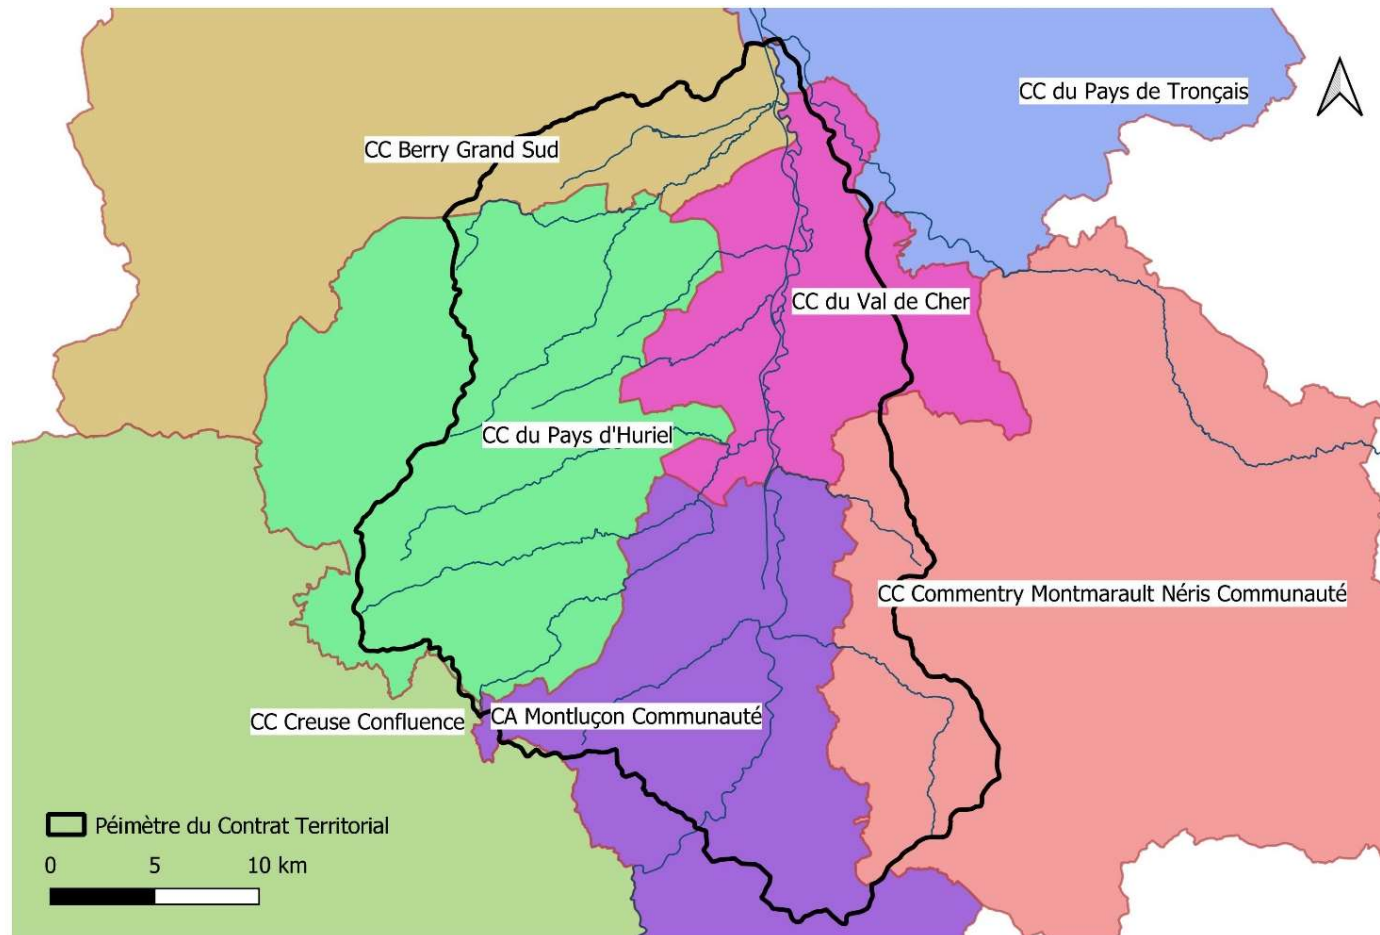 CC du Pays de Tronçais
CC Berry Grand Sud
CC du Val de Cher
CC du Pays d'Huriel
CC Commentry Montmarault Néris Communauté
CC Creuse Confluence
CA Montluçon Communauté
Péimètre du Contrat Territorial
0 5 10 km